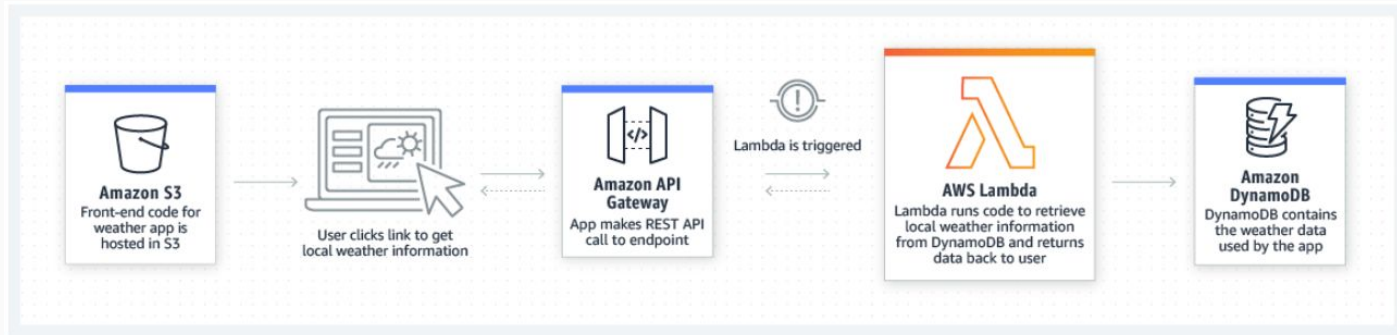 Amazon S3
Front-end code for
weather app is
hosted in S3
User clicks link to get
local weather information
</>
Amazon API
Gateway
App makes REST API
call to endpoint
!
Lambda is triggered
AWS Lambda
Lambda runs code to retrieve
local weather information
from DynamoDB and returns
data back to user
Amazon
DynamoDB
DynamoDB contains
the weather data
used by the app